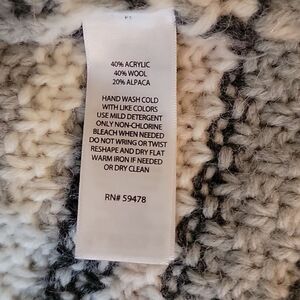 40% ACRYLIC
40% WOOL
20% ALPACA
HAND WASH COLD
WITH LIKE COLORS
USE MILD DETERGENT
ONLY NON-CHLORINE
BLEACH WHEN NEEDED
DO NOT WRING OR TWIST
RESHAPE AND DRY FLAT
WARM IRON IF NEEDED
OR DRY CLEAN
RN# 59478